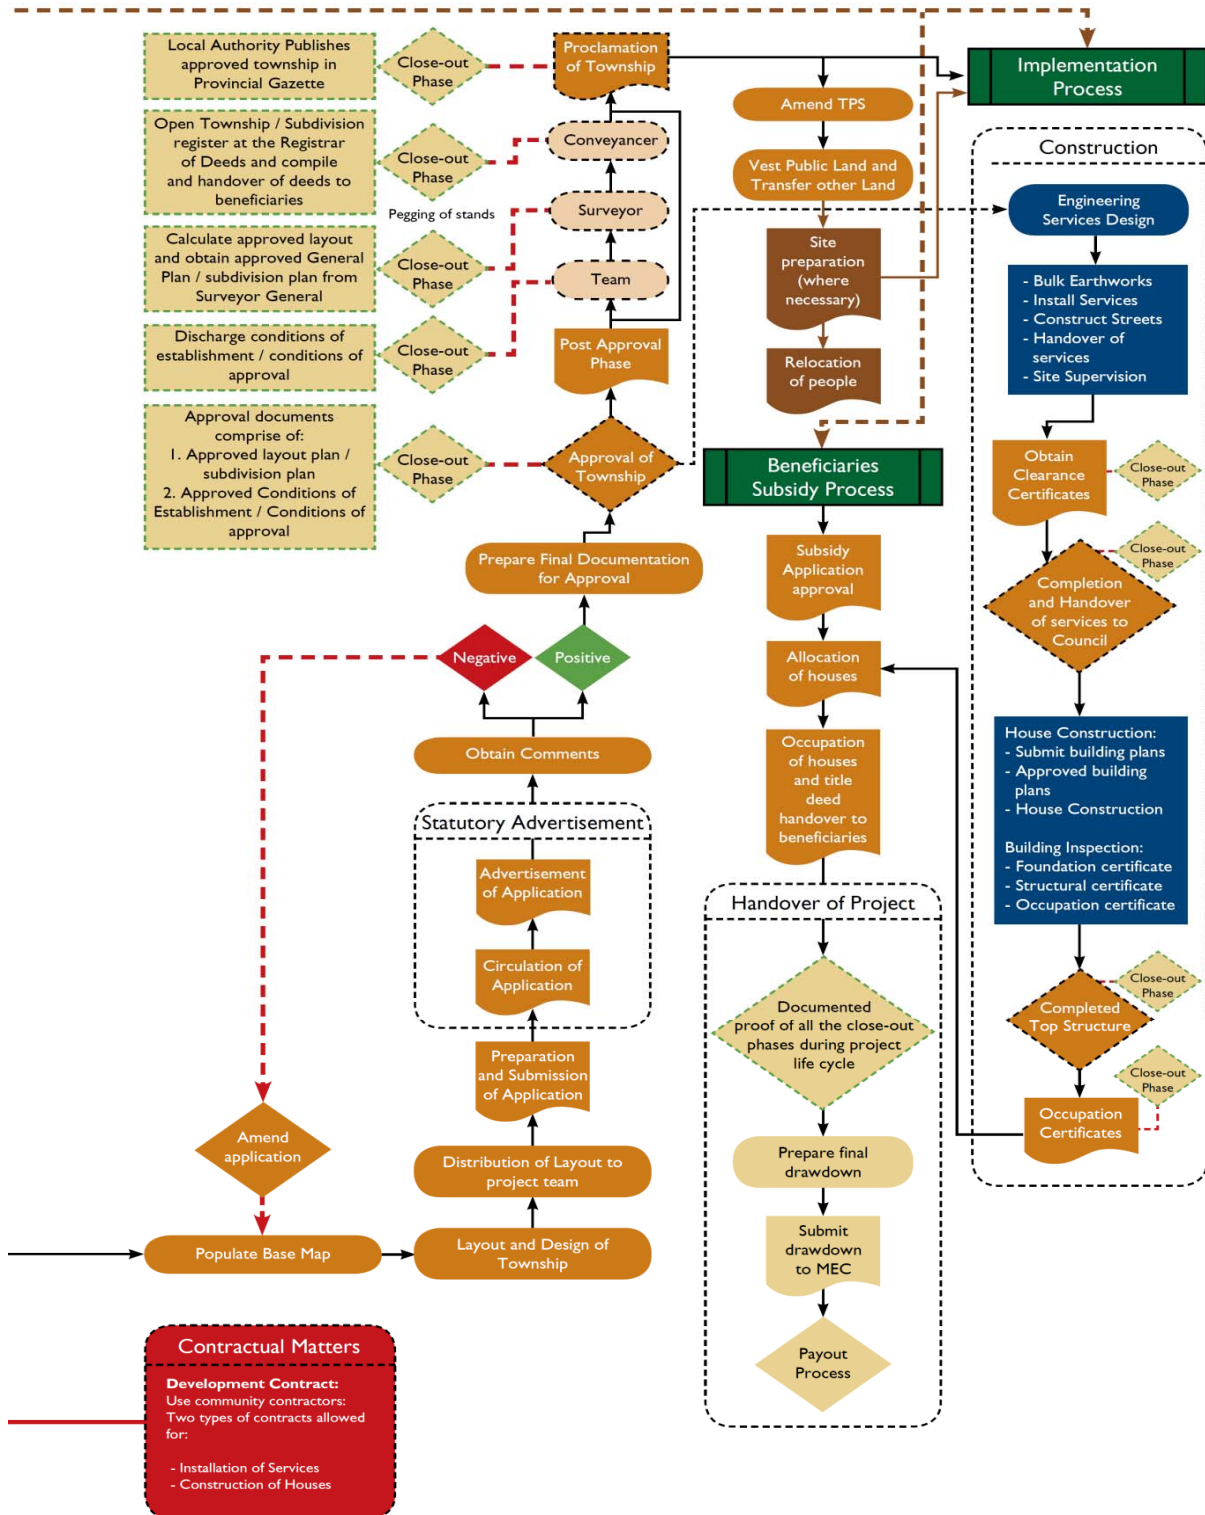 Local Authority Publishes
approved township in
Provincial Gazette
Close-out
Phase
Proclamation
of Township
Implementation
Process
Amend TPS
Open Township / Subdivision
register at the Registrar
of Deeds and compile
and handover of deeds to
beneficiaries
Close-out
Phase
Conveyancer
Vest Public Land and
Transfer other Land
Construction
Pegging of stands
Surveyor
Engineering
Services Design
Calculate approved layout
and obtain approved General
Plan / subdivision plan from
Surveyor General
Close-out
Phase
Team
Site
preparation
(where
necessary)
- Bulk Earthworks
- Install Services
- Construct Streets
- Handover of
services
- Site Supervision
Discharge conditions of
establishment / conditions of
approval
Close-out
Phase
Post Approval
Phase
Relocation
of people
Approval documents
comprise of:
1. Approved layout plan /
subdivision plan
2. Approved Conditions of
Establishment / Conditions of
approval
Close-out
Phase
Approval of
Township
Beneficiaries
Subsidy Process
Obtain
Clearance
Certificates
Close-out
Phase
Close-out
Phase
Prepare Final Documentation
for Approval
Subsidy
Application
approval
Completion
and Handover
of services to
Council
Negative
Positive
Allocation
of houses
Obtain Comments
Occupation
of houses
and title
deed
handover to
beneficiaries
House Construction:
- Submit building plans
- Approved building
plans
- House Construction
Building Inspection:
- Foundation certificate
- Structural certificate
- Occupation certificate
Statutory Advertisement
Advertisement
of Application
Circulation of
Application
Handover of Project
Documented
proof of all the close-out
phases during project
life cycle
Close-out
Phase
Completed
Top Structure
Preparation
and Submission
of Application
Close-out
Phase
Occupation
Certificates
Amend
application
Distribution of Layout to
project team
Prepare final
drawdown
Populate Base Map
Layout and Design of
Township
Submit
drawdown
to MEC
Payout
Process
Contractual Matters
Development Contract:
Use community contractors:
Two types of contracts allowed
for:
- Installation of Services
- Construction of Houses